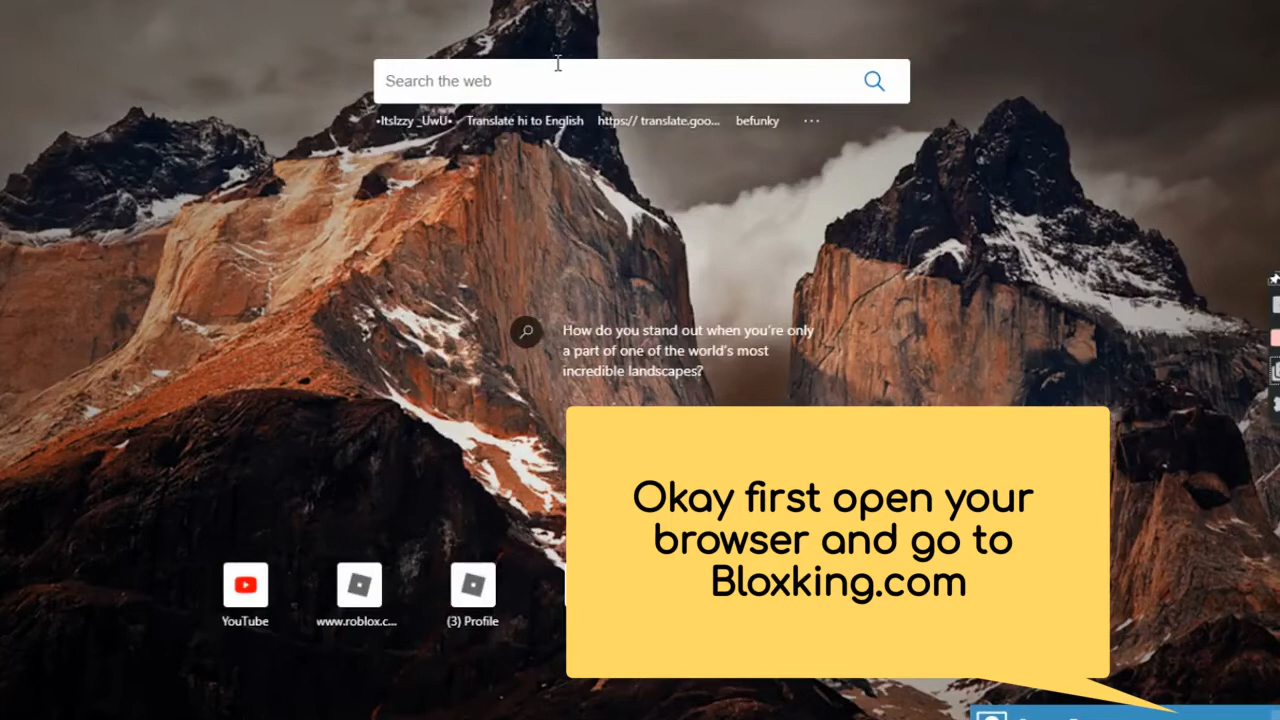 Search the web
•ItsIzzy_UwU• Translate hi to English https:// translate.goo... befunky ...
How do you stand out when you're only
a part of one of the world's most
incredible landscapes?
Okay first open your
browser and go to
Bloxking.com
YouTube www.roblox.c... (3) Profile